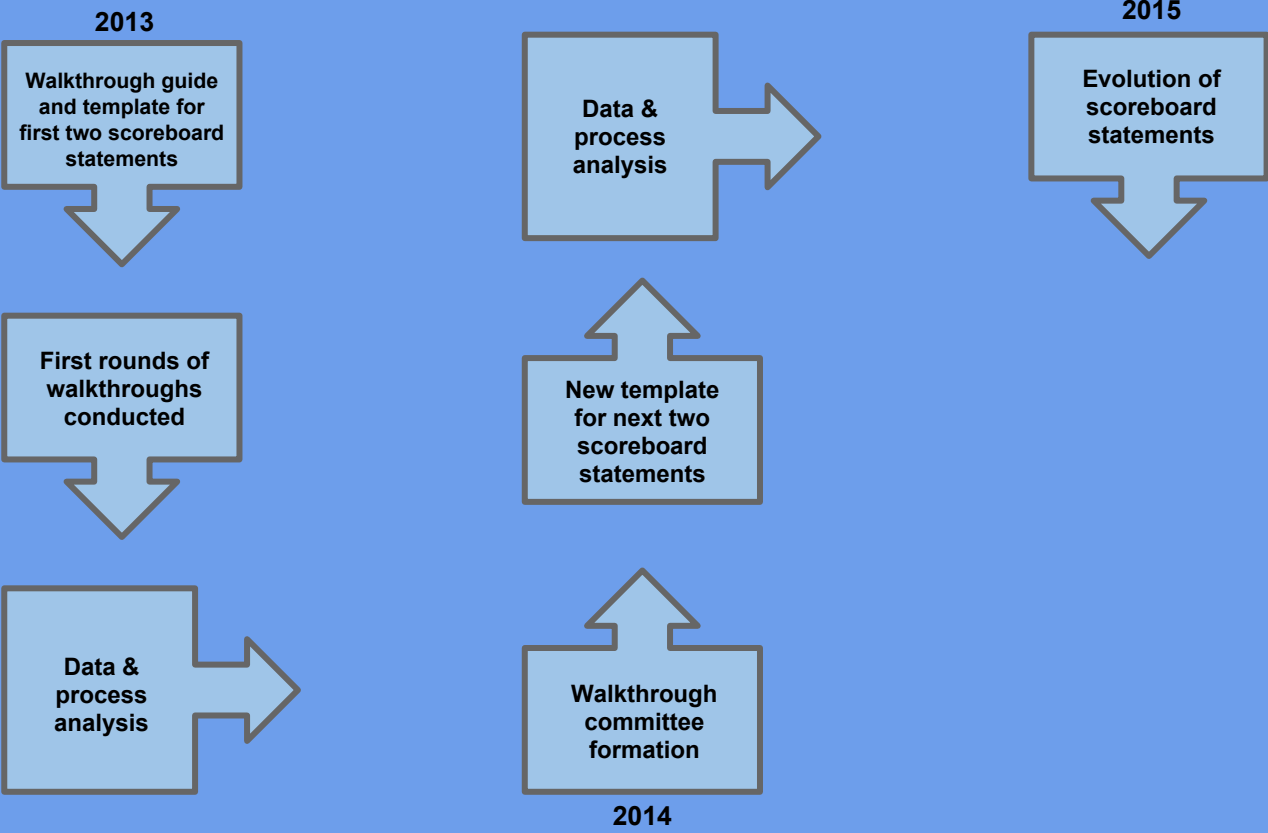 2013
Walkthrough guide
and template for
first two scoreboard
statements
First rounds of
walkthroughs
conducted
Data &
process
analysis
Data &
process
analysis
New template
for next two
scoreboard
statements
Walkthrough
committee
formation
2014
2015
Evolution of
scoreboard
statements